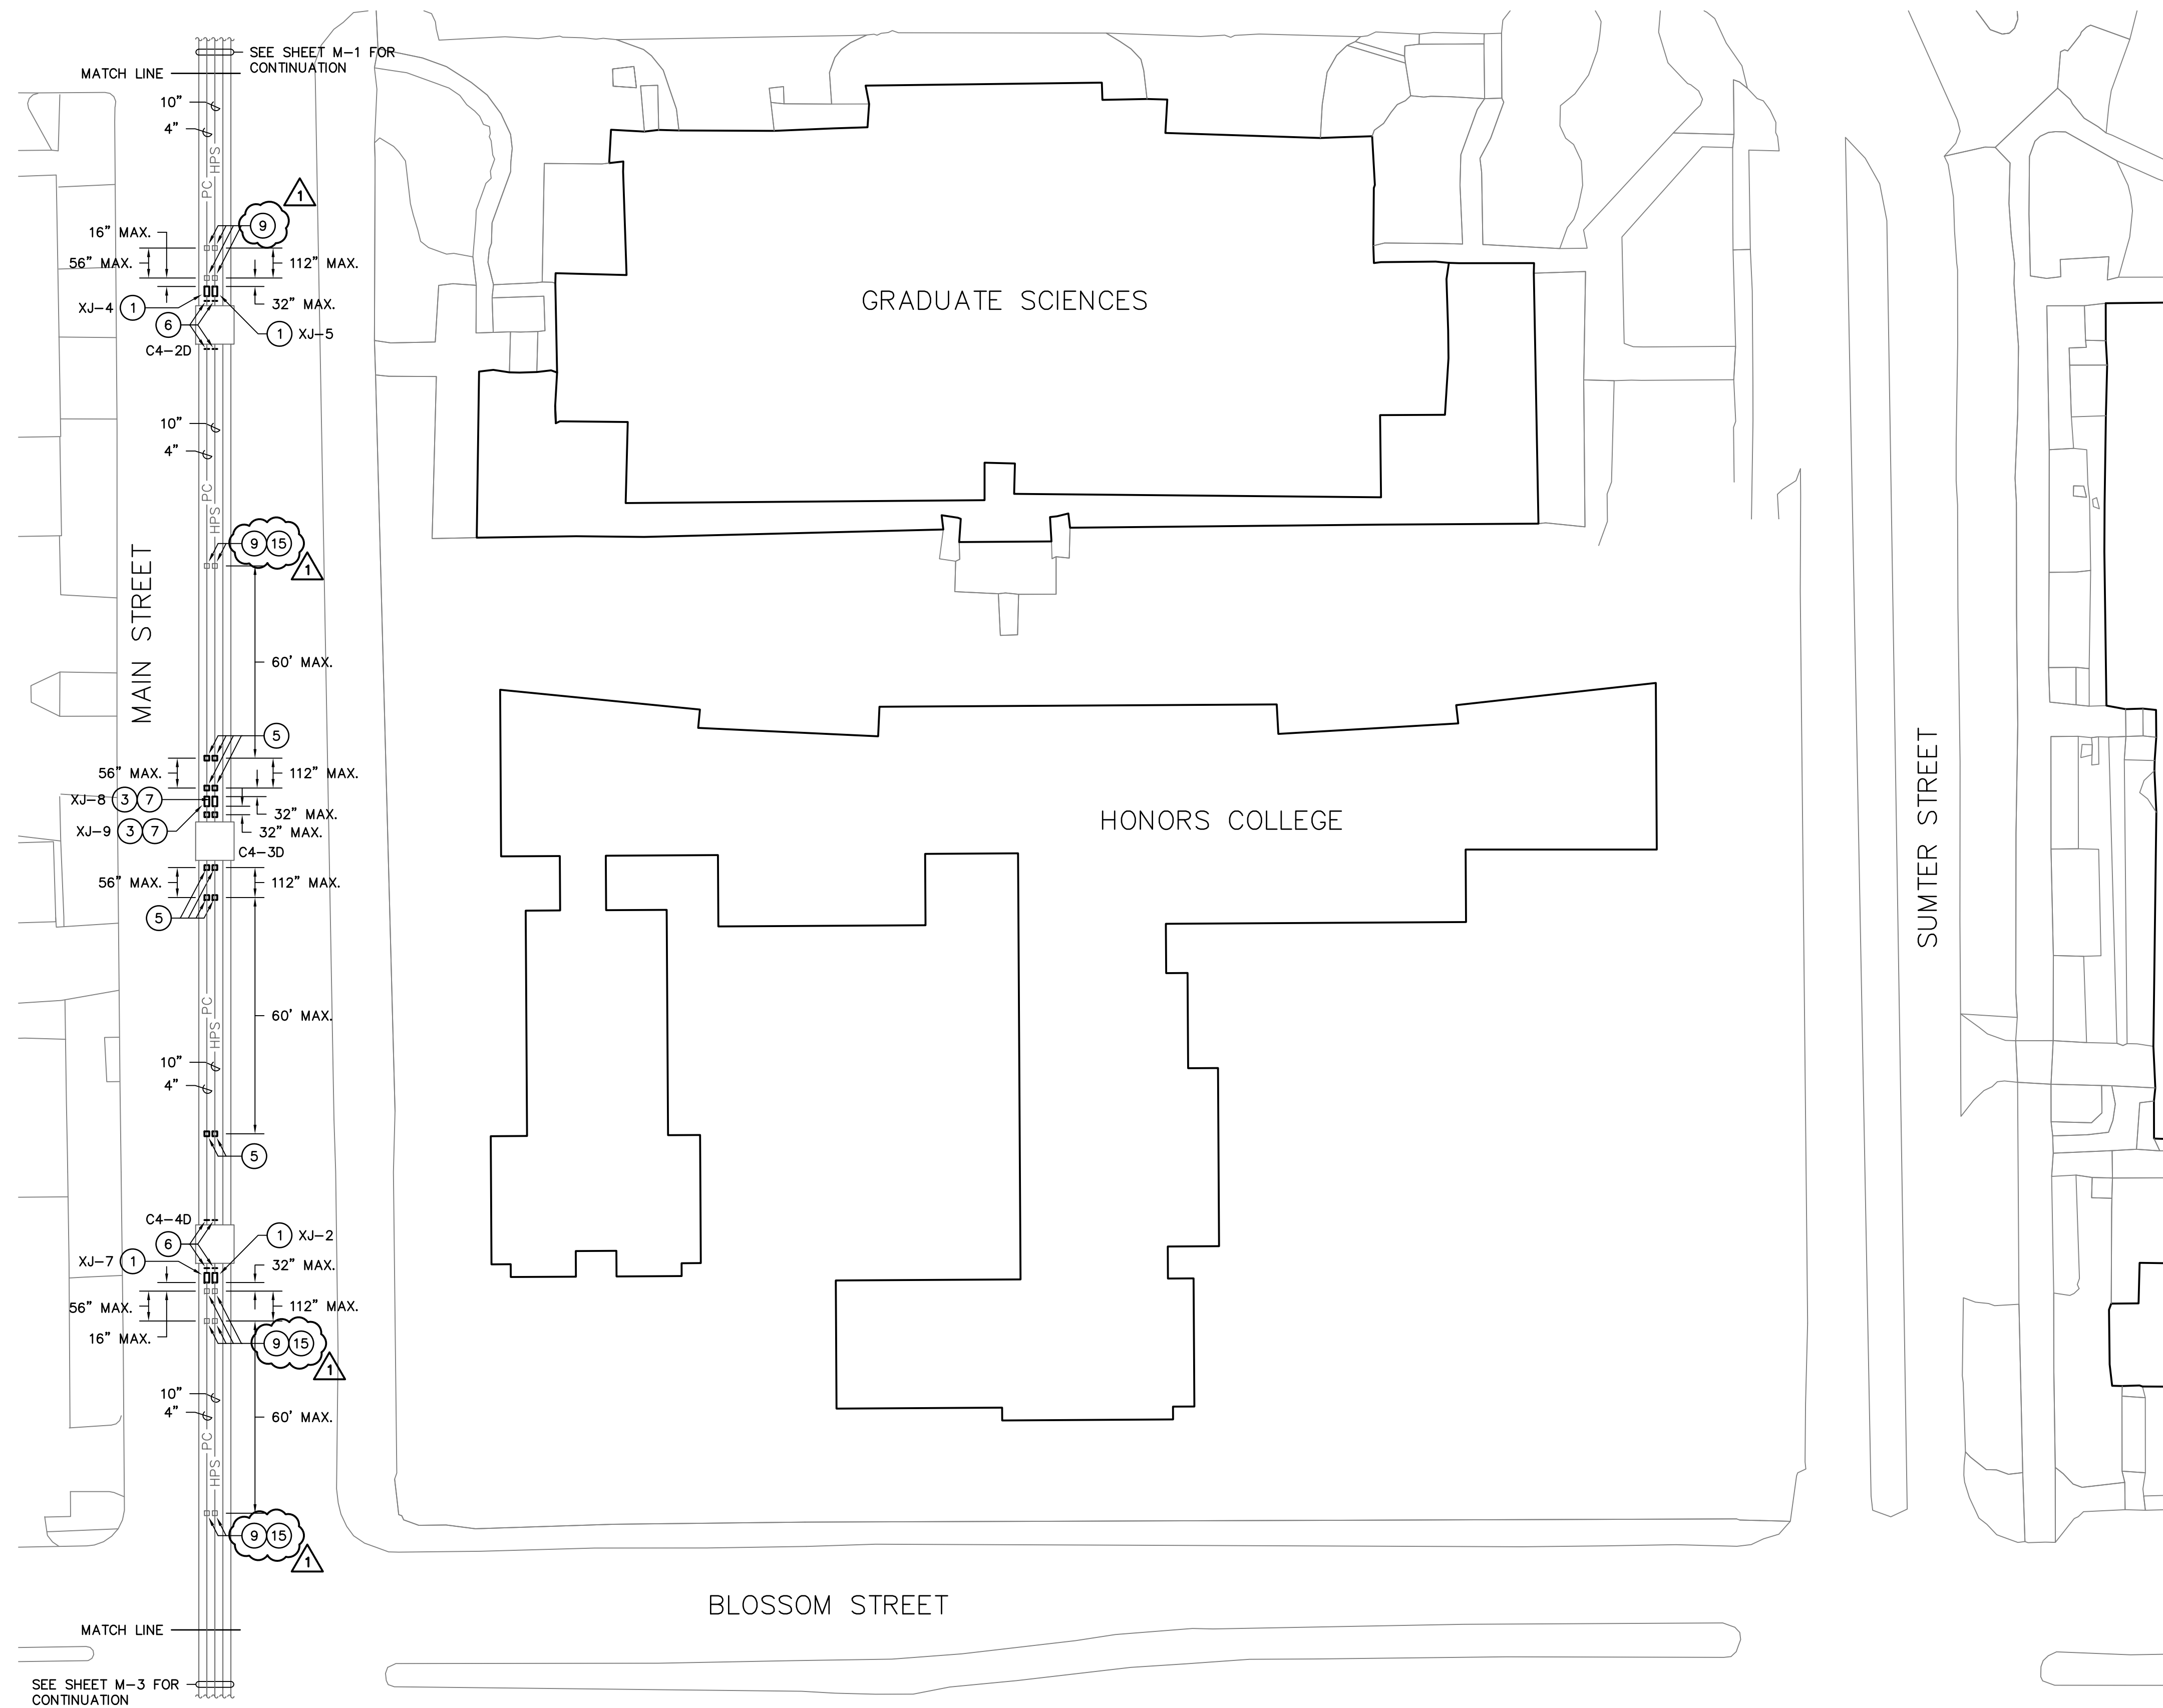 SEE SHEET M-1 FOR
CONTINUATION
MATCH LINE
10"
4"
HPS
PC
1
9
16" MAX.
56" MAX.
112" MAX.
32" MAX.
XJ-4 1
6
1 XJ-5
C4-2D
10"
4"
PC
HPS
9 15
1
MAIN STREET
60' MAX.
5
56" MAX.
112" MAX.
XJ-8 3 7
32" MAX.
XJ-9 3 7
32" MAX.
C4-3D
56" MAX.
112" MAX.
5
PC
HPS
60' MAX.
10"
4"
5
C4-4D
6
1 XJ-2
XJ-7 1
32" MAX.
56" MAX.
112" MAX.
16" MAX.
9 15
1
10"
4"
60' MAX.
PC
HPS
9 15
1
MATCH LINE
SEE SHEET M-3 FOR
CONTINUATION
GRADUATE SCIENCES
HONORS COLLEGE
SUMTER STREET
BLOSSOM STREET